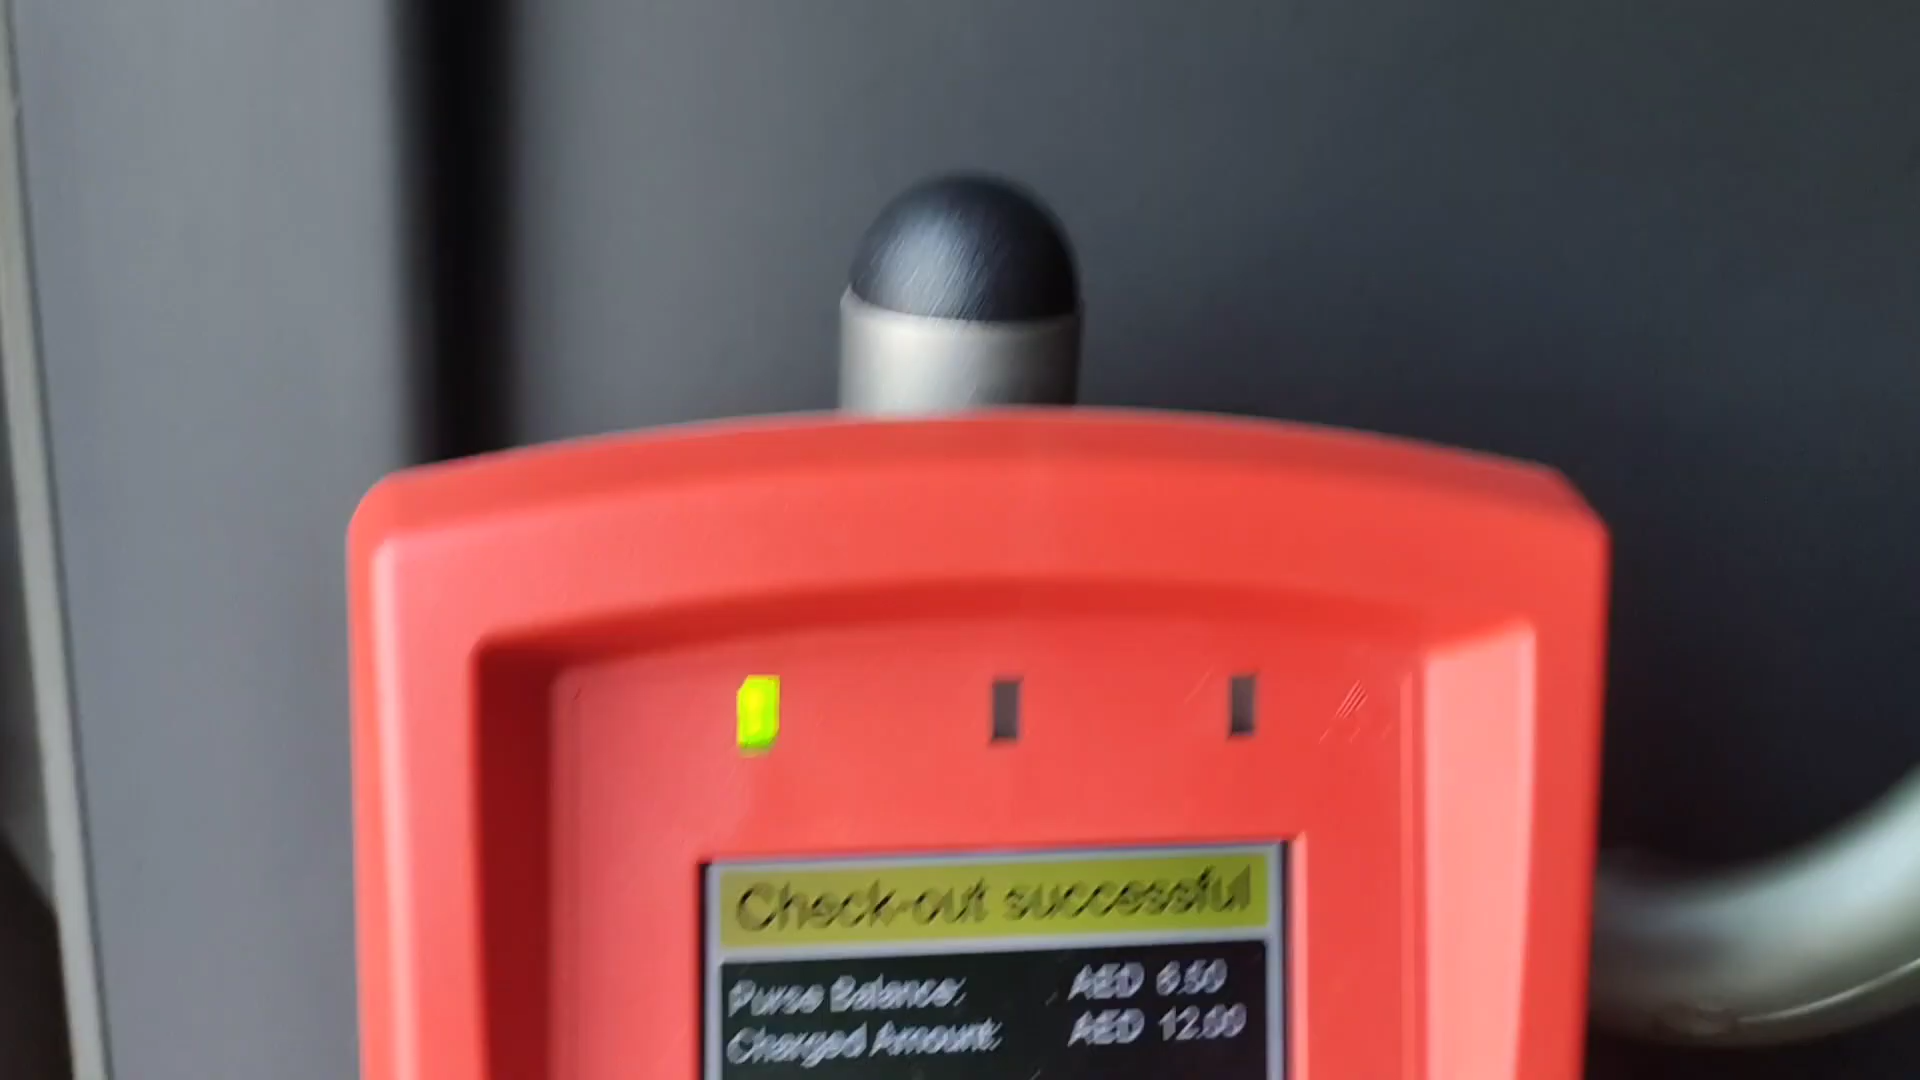 Check-out successful
Purse Balance: AED 6.50
Charged Amount: AED 12.00